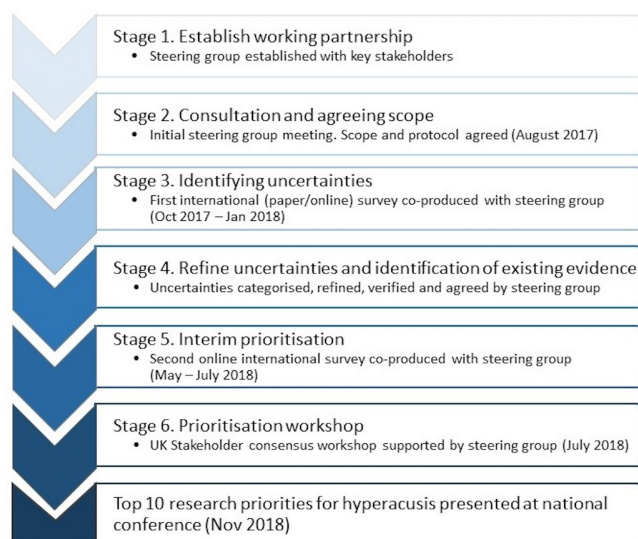 Stage 1. Establish working partnership
• Steering group established with key stakeholders
Stage 2. Consultation and agreeing scope
• Initial steering group meeting. Scope and protocol agreed (August 2017)
Stage 3. Identifying uncertainties
• First international (paper/online) survey co-produced with steering group
(Oct 2017 – Jan 2018)
Stage 4. Refine uncertainties and identification of existing evidence
• Uncertainties categorised, refined, verified and agreed by steering group
Stage 5. Interim prioritisation
• Second online international survey co-produced with steering group
(May – July 2018)
Stage 6. Prioritisation workshop
• UK Stakeholder consensus workshop supported by steering group (July 2018)
Top 10 research priorities for hyperacusis presented at national
conference (Nov 2018)